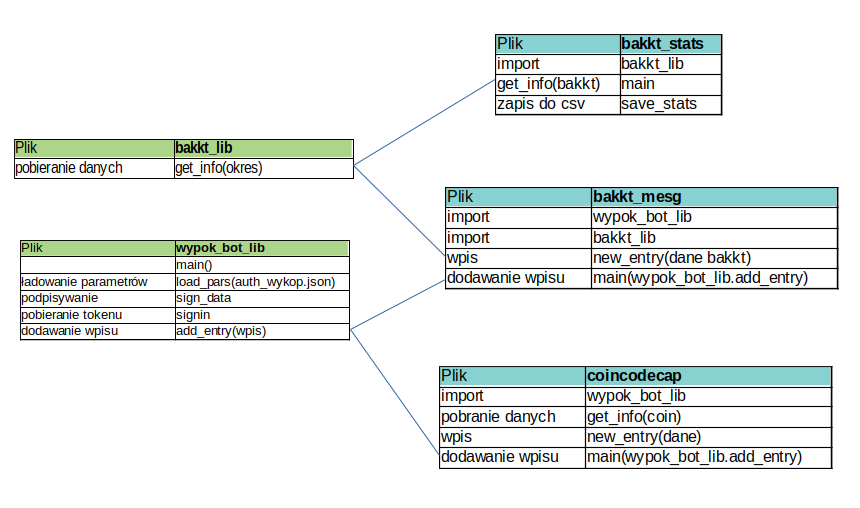 Plik bakkt_stats
import bakkt_lib
get_info(bakkt) main
zapis do csv save_stats
Plik bakkt_lib
pobieranie danych get_info(okres)
Plik bakkt_mesg
import wypok_bot_lib
import bakkt_lib
wpis new_entry(dane bakkt)
dodawanie wpisu main(wypok_bot_lib.add_entry)
Plik wypok_bot_lib
main()
ładowanie parametrów load_pars(auth_wykop.json)
podpisywanie sign_data
pobieranie tokenu signin
dodawanie wpisu add_entry(wpis)
Plik coincodecap
import wypok_bot_lib
pobranie danych get_info(coin)
wpis new_entry(dane)
dodawanie wpisu main(wypok_bot_lib.add_entry)